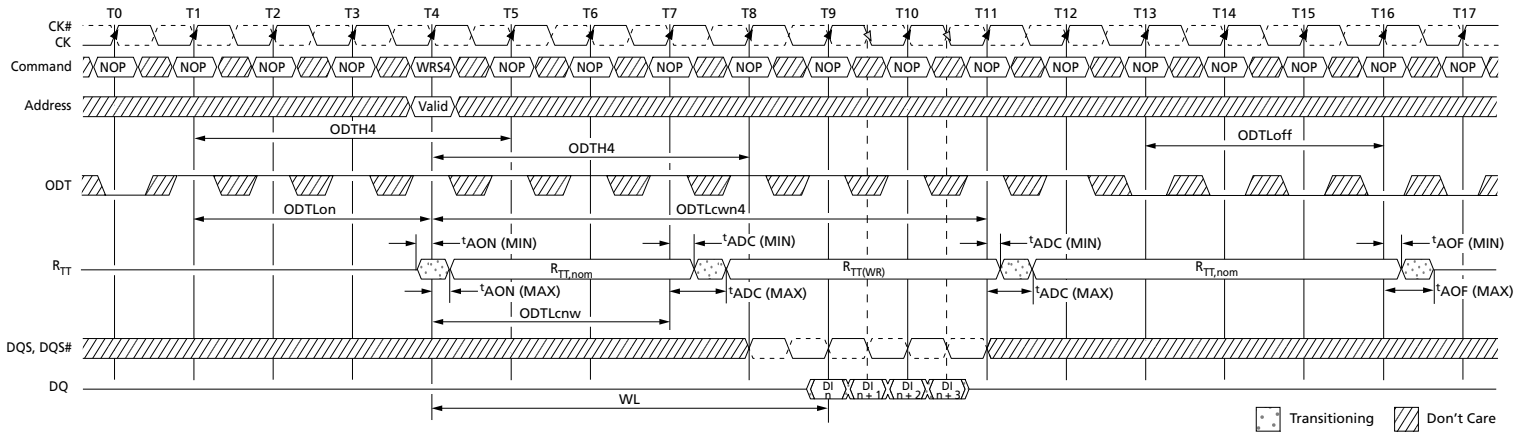 T0 T1 T2 T3 T4 T5 T6 T7 T8 T9 T10 T11 T12 T13 T14 T15 T16 T17
CK#
CK
Command NOP NOP NOP NOP WRS4 NOP NOP NOP NOP NOP NOP NOP NOP NOP NOP NOP NOP NOP
Address Valid
ODTH4 ODTLoff
ODTH4
ODT
ODTLon ODTLcwn4
tAON (MIN) tADC (MIN) tADC (MIN) tAOF (MIN)
RTT RTT,nom RTT(WR) RTT,nom
tAON (MAX) tADC (MAX) tADC (MAX) tAOF (MAX)
ODTLcnw
DQS, DQS#
DQ DI n DI n + 1 DI n + 2 DI n + 3
WL
Transitioning Don't Care